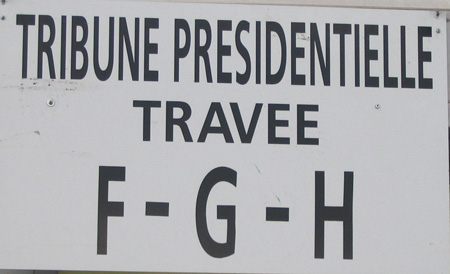 TRIBUNE PRESIDENTIELLE
TRAVEE
F - G - H